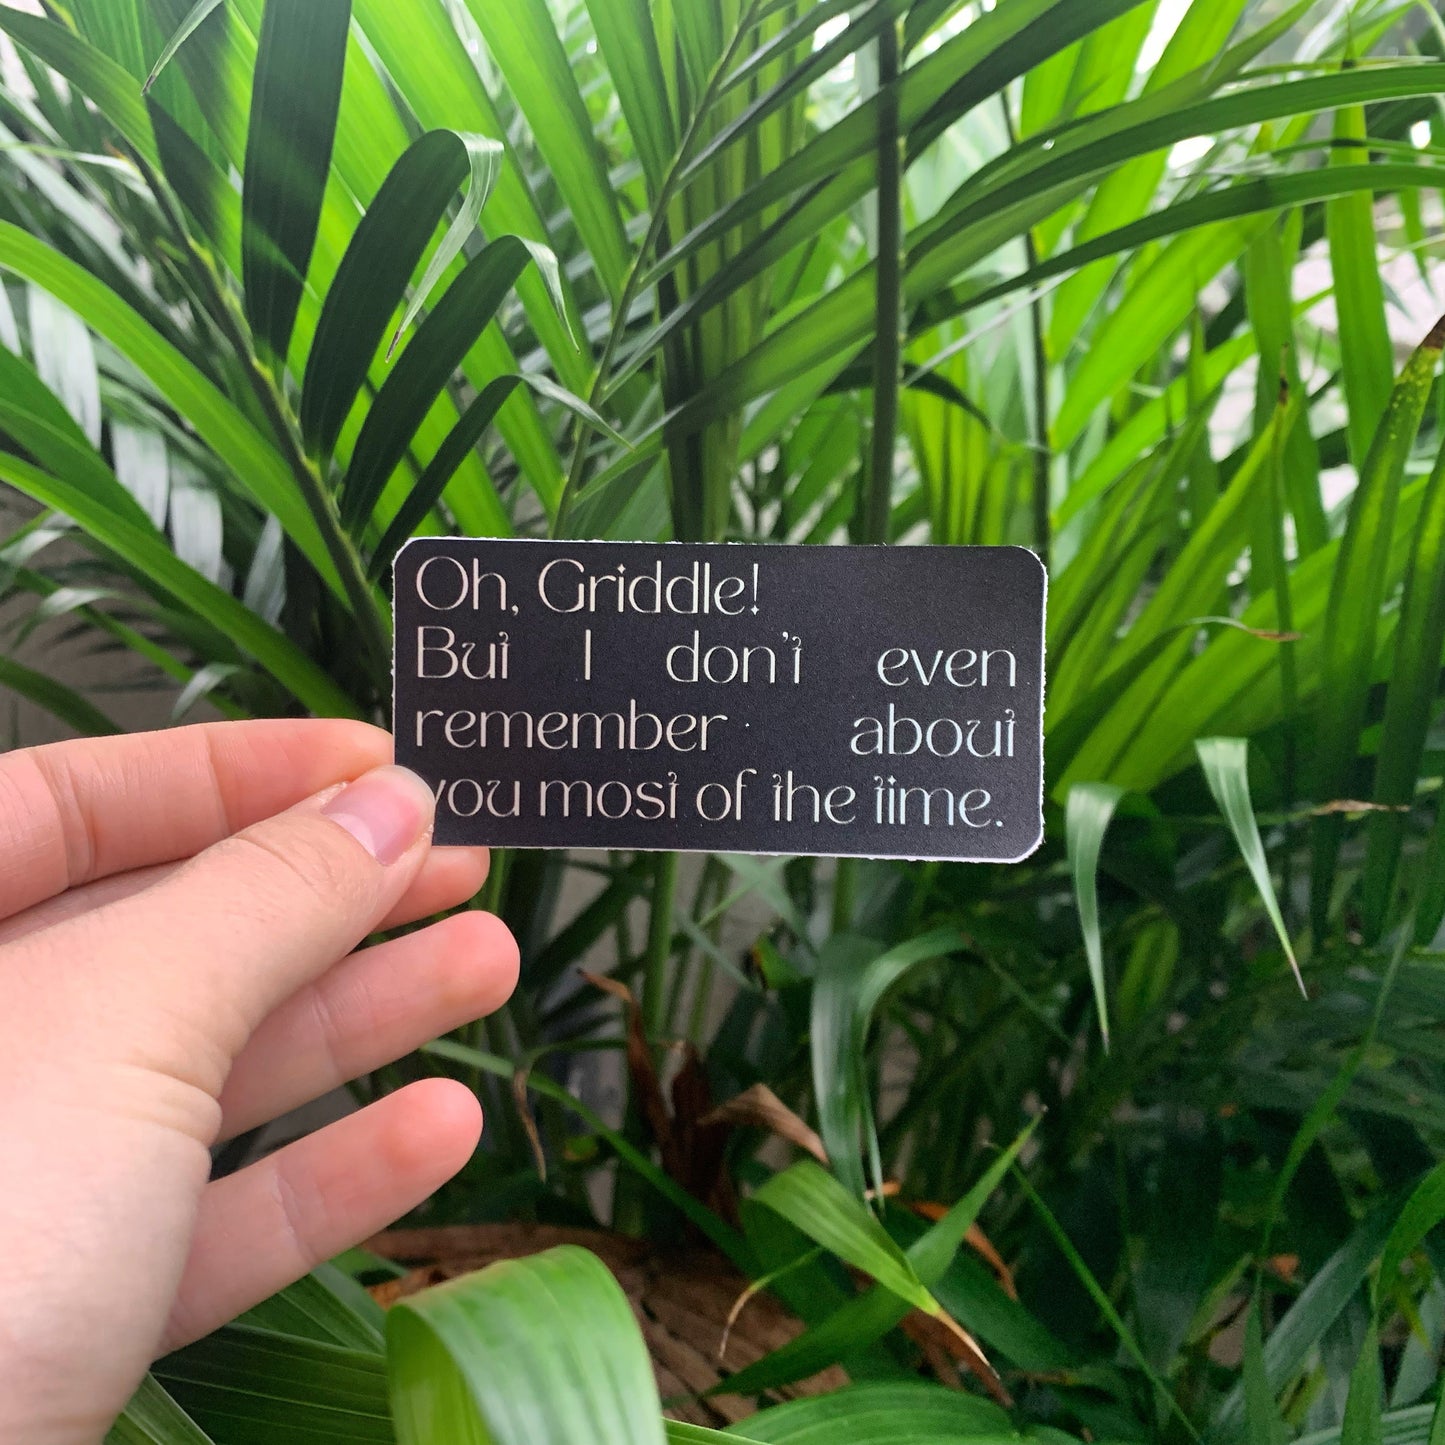 Oh, Griddle!
But I don't even
remember about
you most of the time.